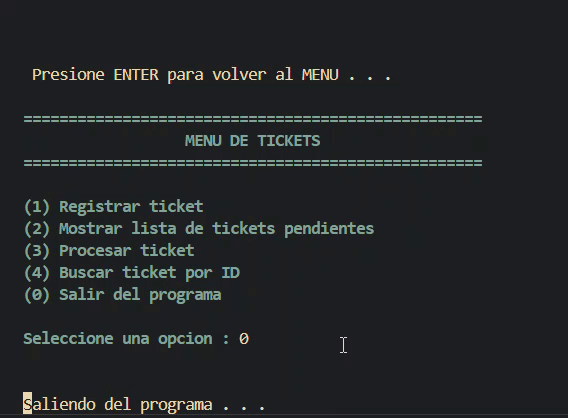 Presione ENTER para volver al MENU . . .
===================================================
MENU DE TICKETS
===================================================
(1) Registrar ticket
(2) Mostrar lista de tickets pendientes
(3) Procesar ticket
(4) Buscar ticket por ID
(0) Salir del programa
Seleccione una opcion : 0
Saliendo del programa . . .